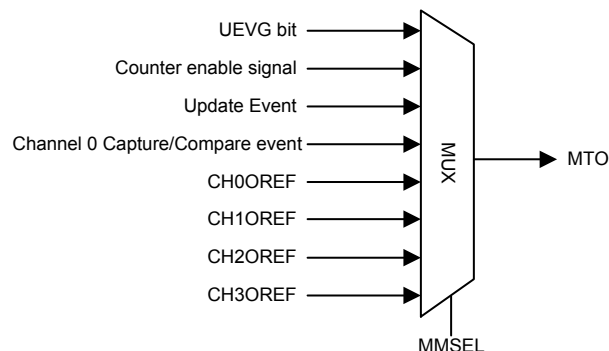 UEVG bit
Counter enable signal
Update Event
Channel 0 Capture/Compare event
CH0OREF
CH1OREF
CH2OREF
CH3OREF
MUX
MTO
MMSEL